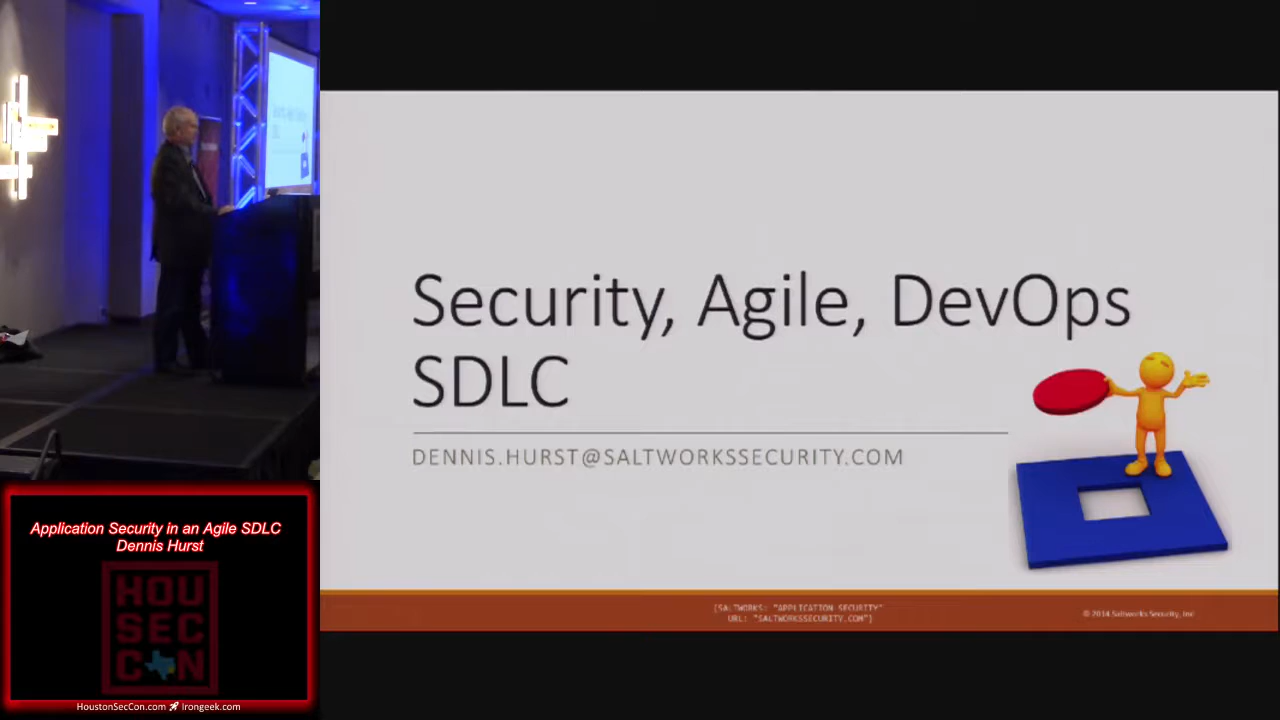 Security, Agile, DevOps
SDLC
DENNIS.HURST@SALTWORKSSECURITY.COM
{SALTWORKS: "APPLICATION SECURITY"
URL: "SALTWORKSSECURITY.COM"}
© 2014 Saltworks Security, Inc
Application Security in an Agile SDLC
Dennis Hurst
HOU
SEC
CON
HoustonSecCon.com Irongeek.com